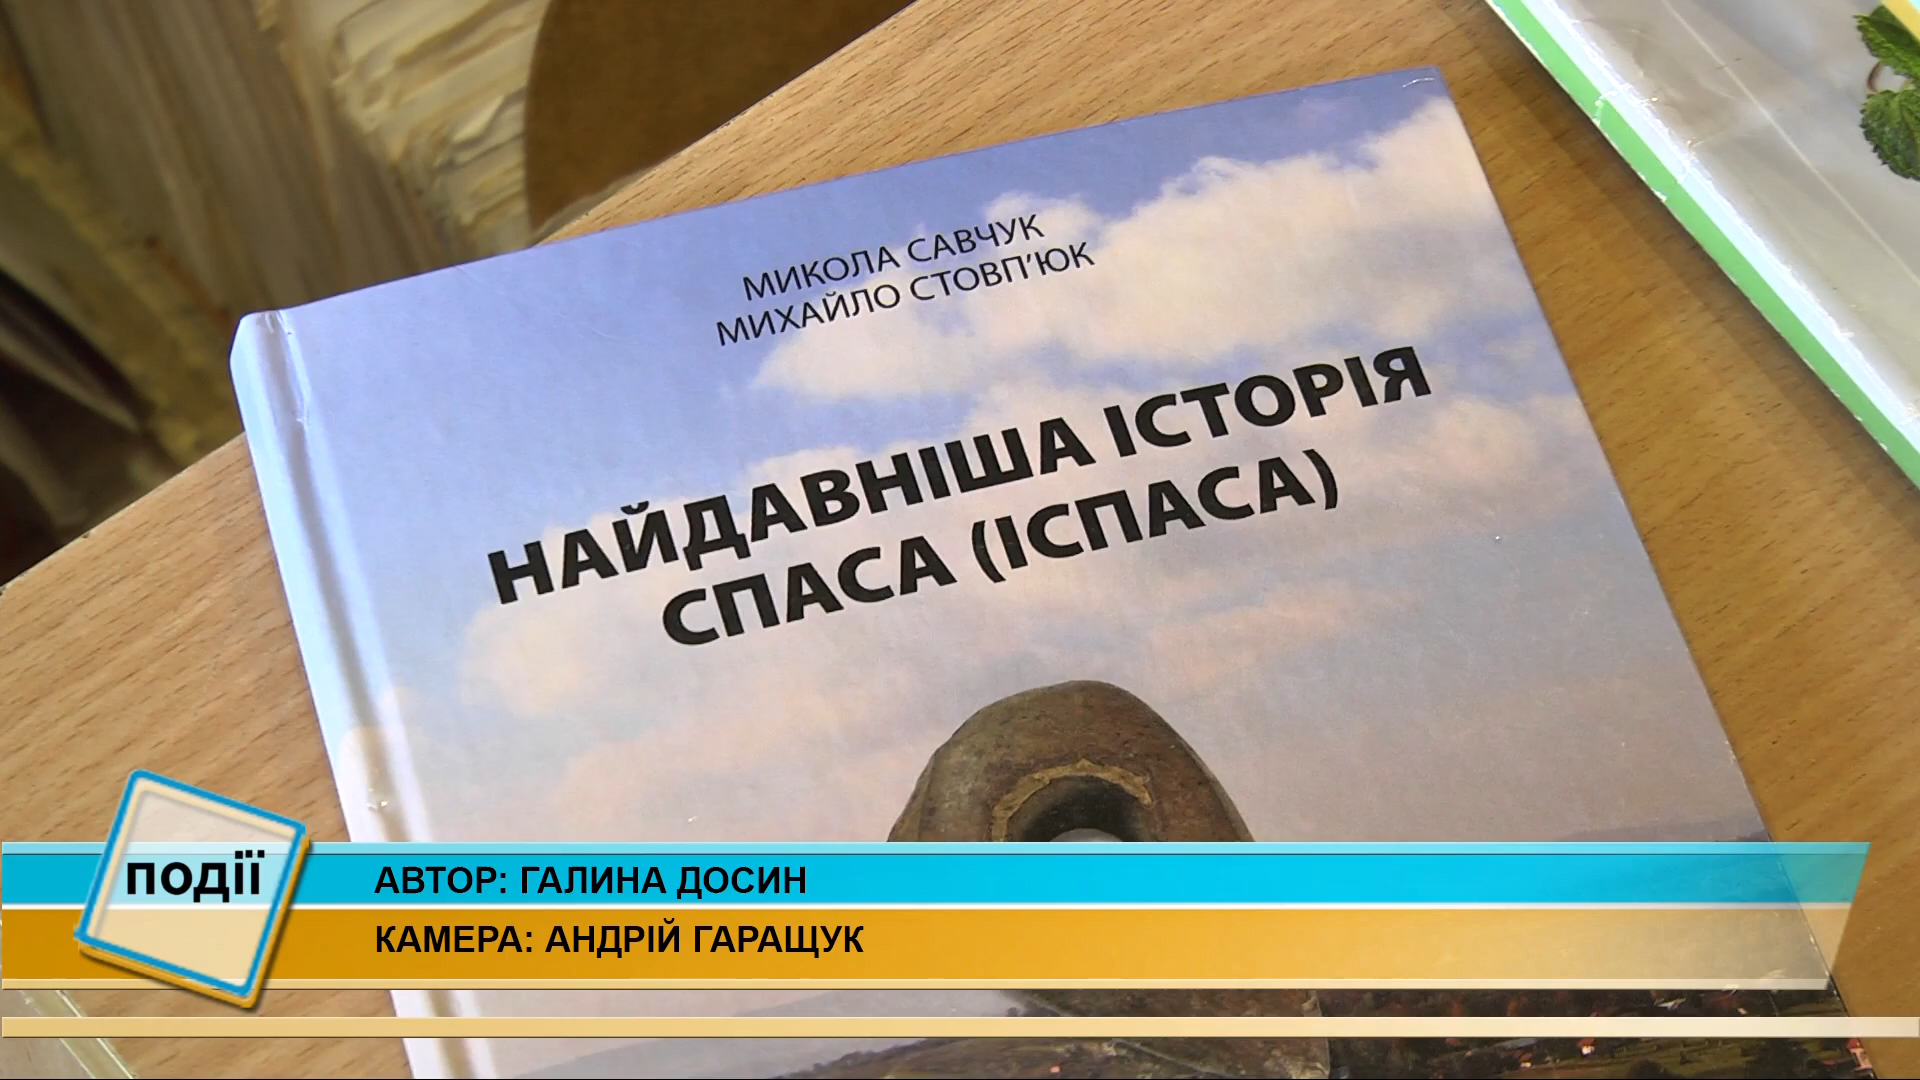 МИКОЛА САВЧУК
МИХАЙЛО СТОВП'ЮК
НАЙДАВНІША ІСТОРІЯ
СПАСА (ІСПАСА)
події
АВТОР: ГАЛИНА ДОСИН
КАМЕРА: АНДРІЙ ГАРАЩУК